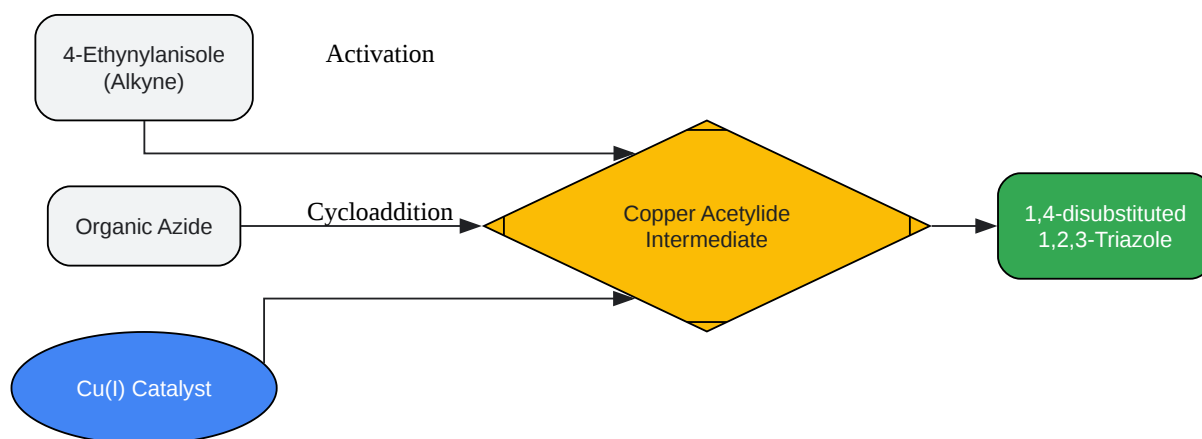 4-Ethynylanisole
(Alkyne)
Activation
Organic Azide
Cycloaddition
Copper Acetylide
Intermediate
1,4-disubstituted
1,2,3-Triazole
Cu(I) Catalyst